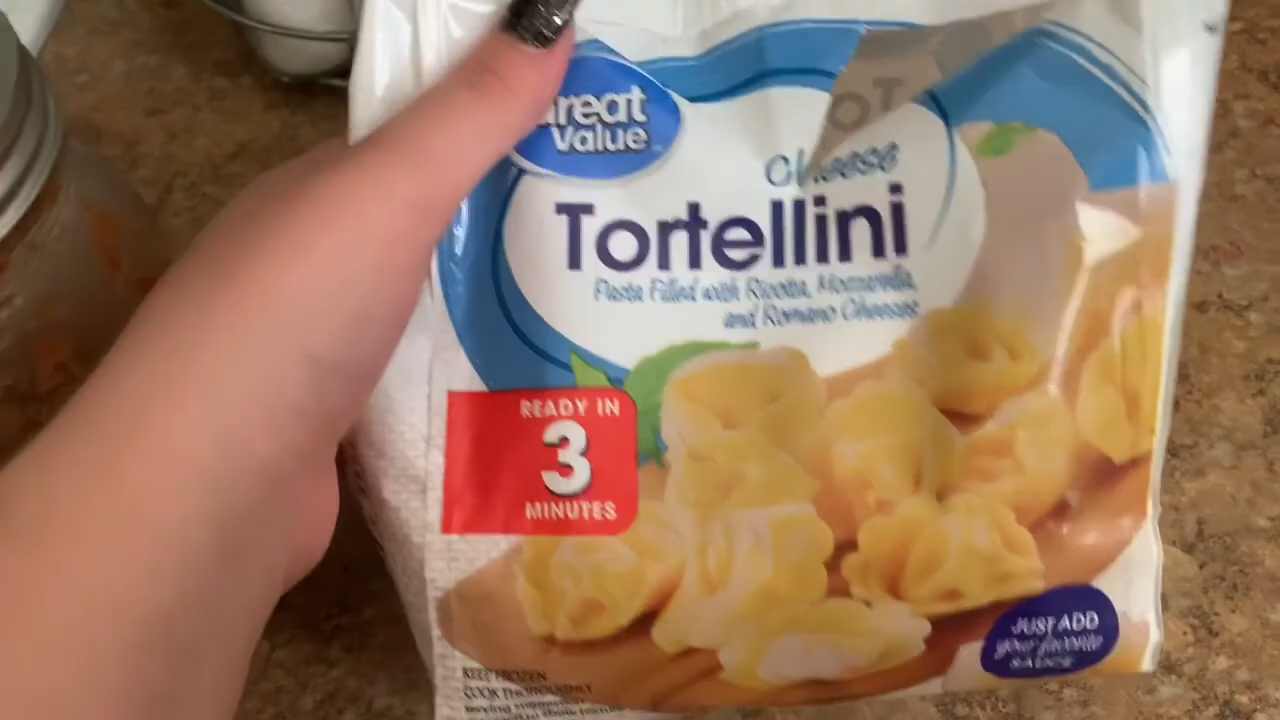 Great
Value
OT
Cheese
Tortellini
Pasta Filled with Ricotta, Mozzarella,
and Romano Cheeses
READY IN
3
MINUTES
JUST ADD
your favorite
SAUCE
KEEP FROZEN
COOK THOROUGHLY